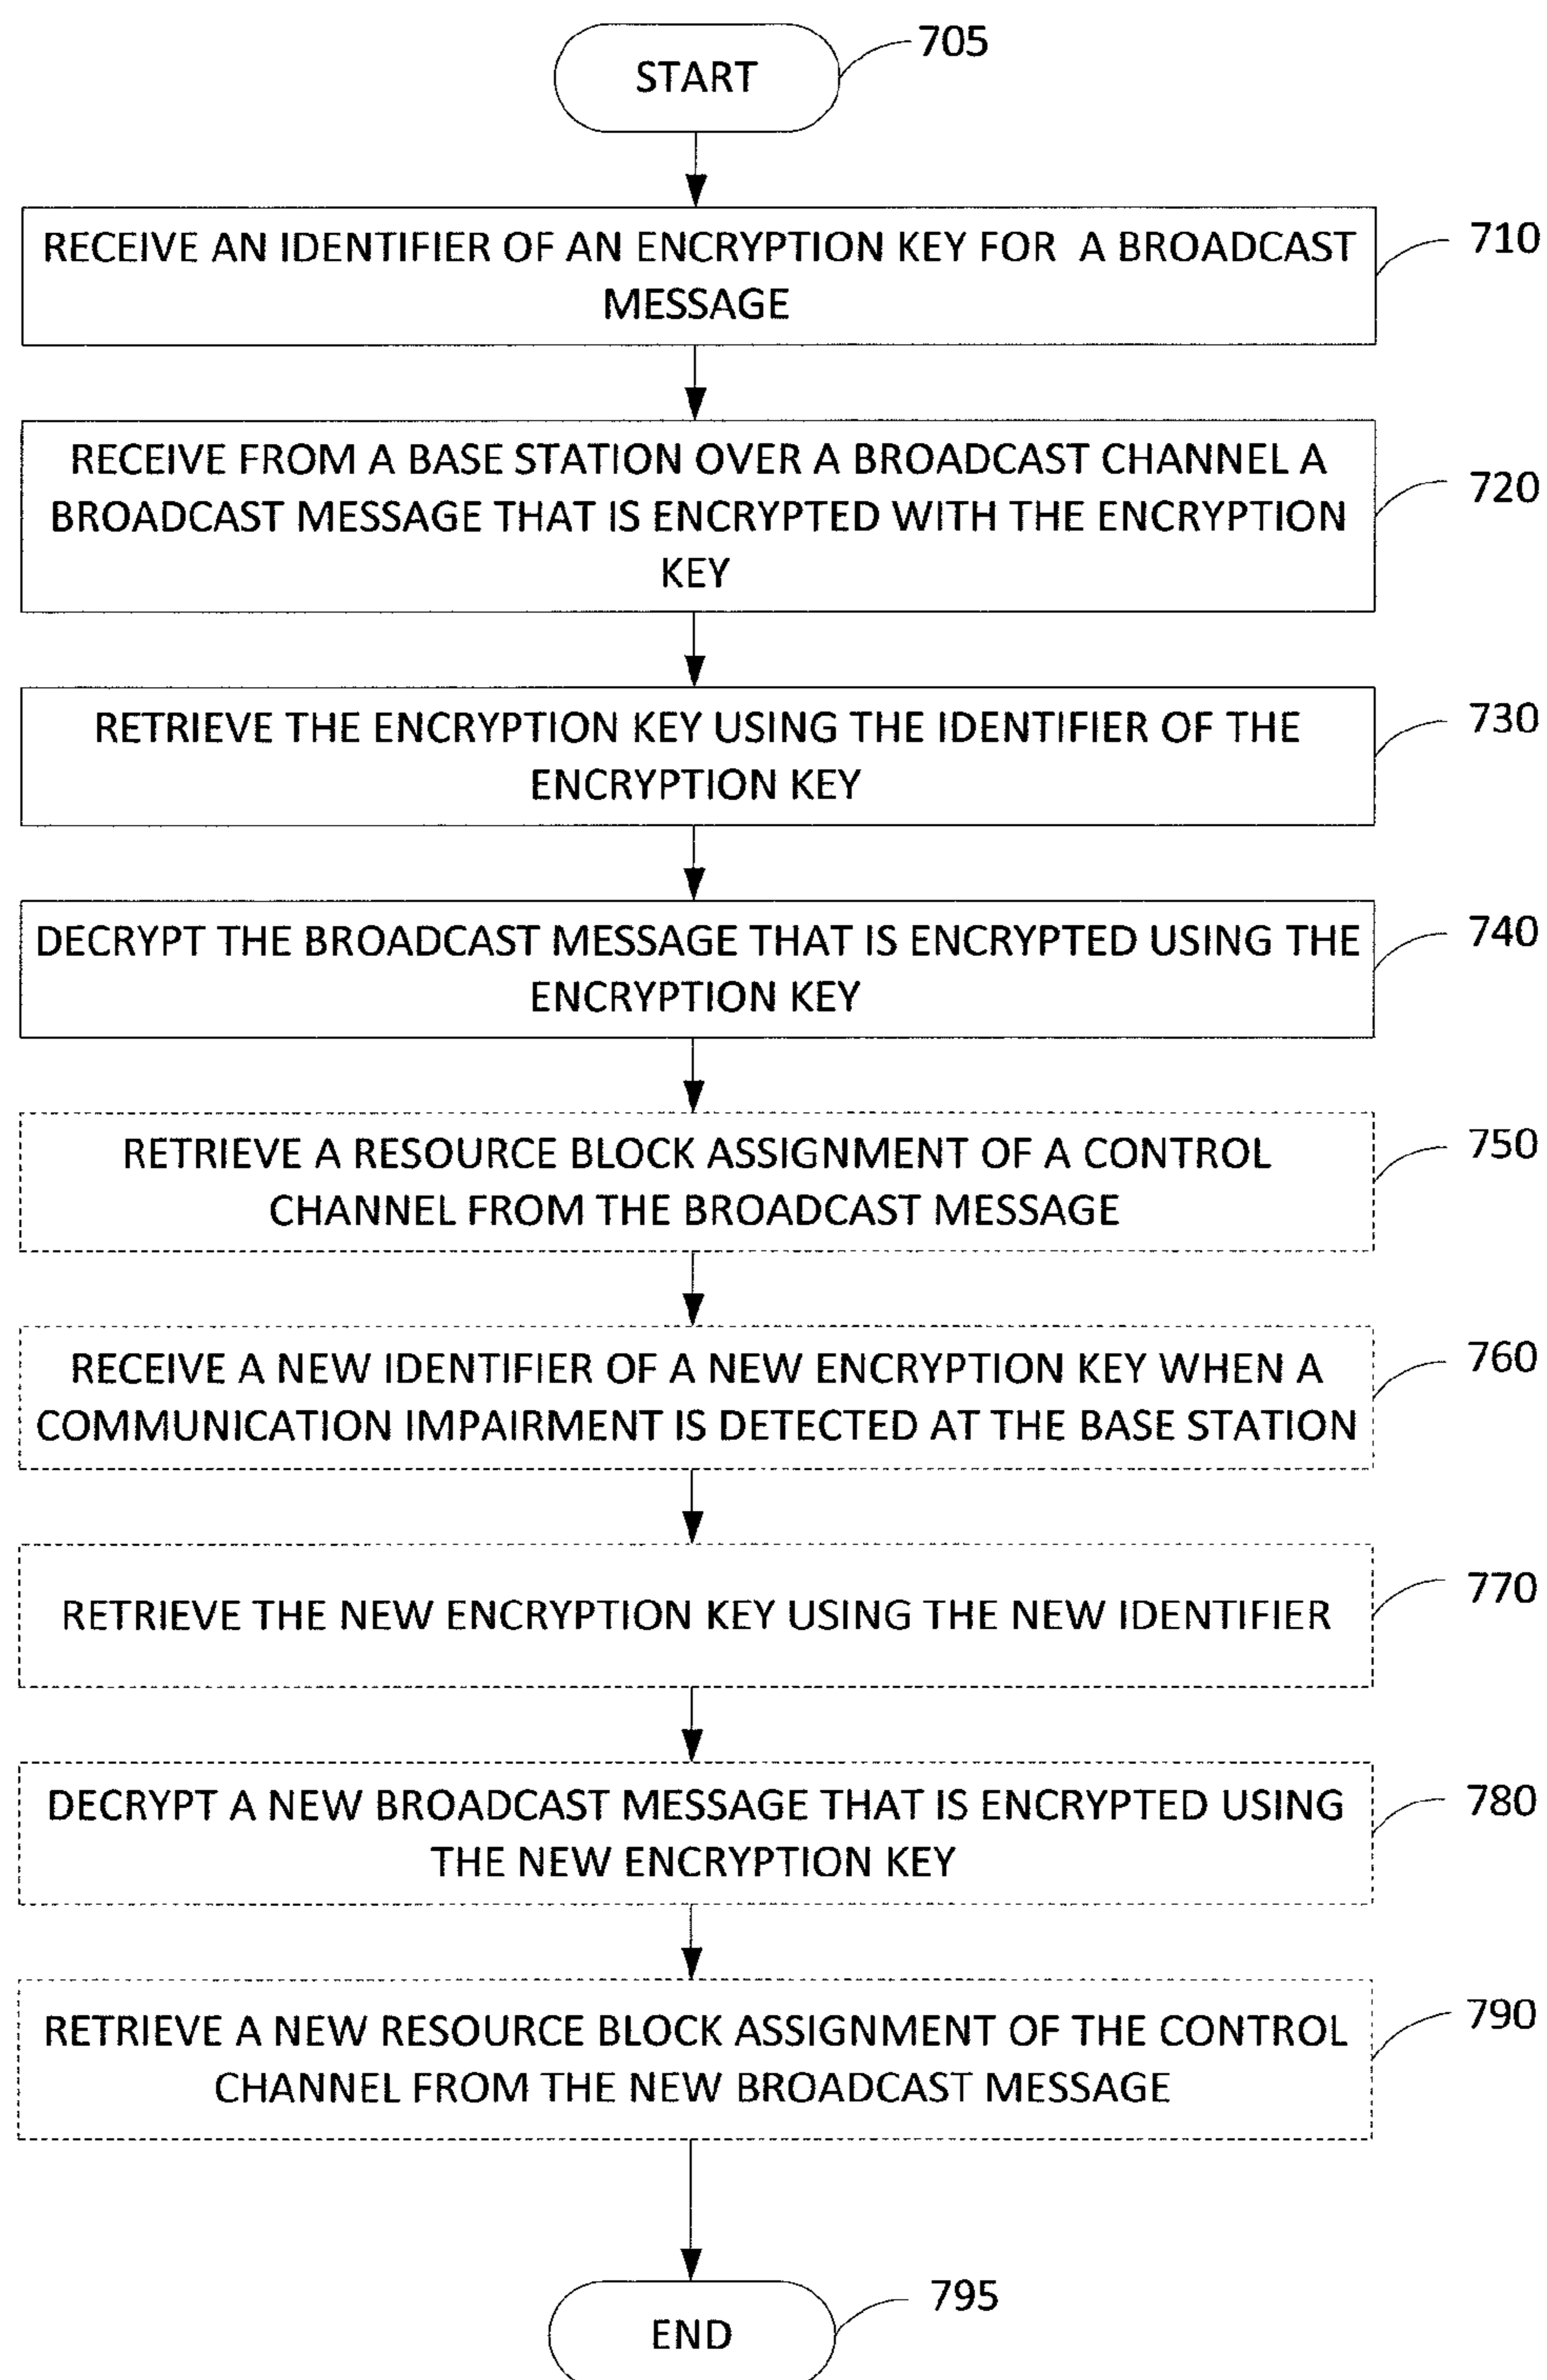 START
705
RECEIVE AN IDENTIFIER OF AN ENCRYPTION KEY FOR A BROADCAST
MESSAGE
710
RECEIVE FROM A BASE STATION OVER A BROADCAST CHANNEL A
BROADCAST MESSAGE THAT IS ENCRYPTED WITH THE ENCRYPTION
KEY
720
RETRIEVE THE ENCRYPTION KEY USING THE IDENTIFIER OF THE
ENCRYPTION KEY
730
DECRYPT THE BROADCAST MESSAGE THAT IS ENCRYPTED USING THE
ENCRYPTION KEY
740
RETRIEVE A RESOURCE BLOCK ASSIGNMENT OF A CONTROL
CHANNEL FROM THE BROADCAST MESSAGE
750
RECEIVE A NEW IDENTIFIER OF A NEW ENCRYPTION KEY WHEN A
COMMUNICATION IMPAIRMENT IS DETECTED AT THE BASE STATION
760
RETRIEVE THE NEW ENCRYPTION KEY USING THE NEW IDENTIFIER
770
DECRYPT A NEW BROADCAST MESSAGE THAT IS ENCRYPTED USING
THE NEW ENCRYPTION KEY
780
RETRIEVE A NEW RESOURCE BLOCK ASSIGNMENT OF THE CONTROL
CHANNEL FROM THE NEW BROADCAST MESSAGE
790
END
795